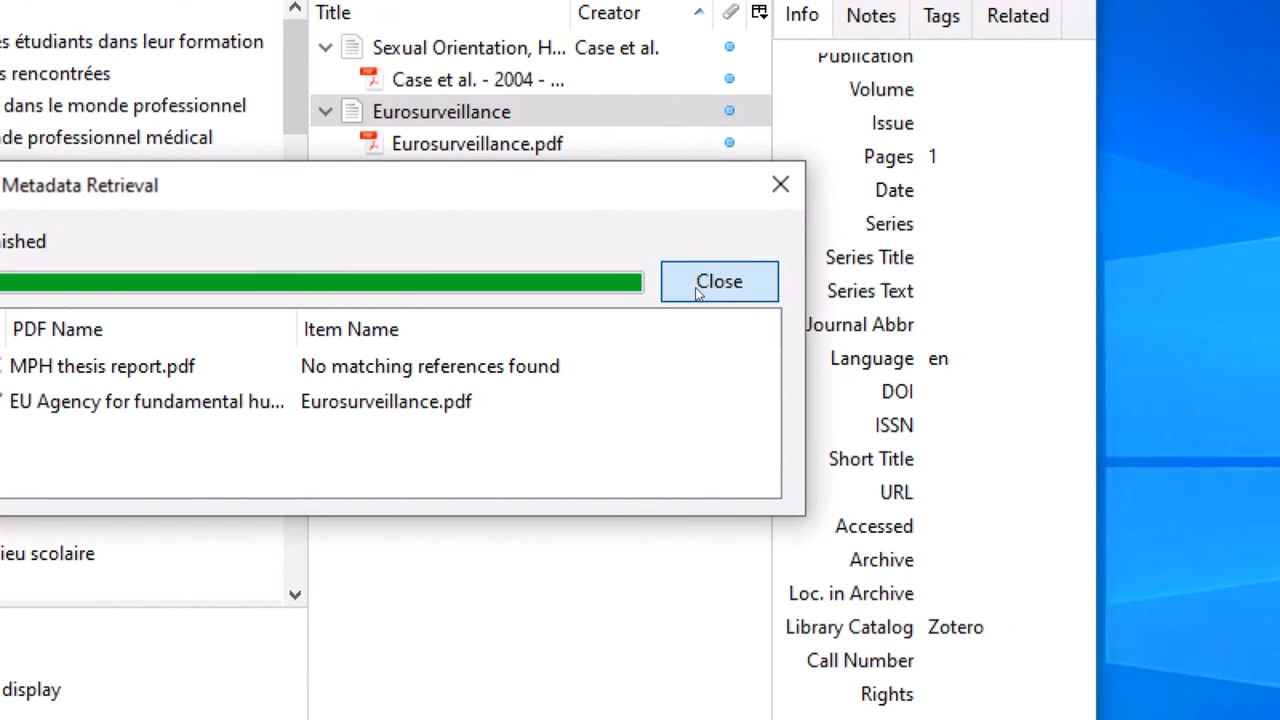 es étudiants dans leur formation
s rencontrées
dans le monde professionnel
de professionnel médical
Title
Creator
Sexual Orientation, H... Case et al.
Case et al. - 2004 - ...
Eurosurveillance
Eurosurveillance.pdf
Metadata Retrieval
ished
Close
PDF Name
Item Name
MPH thesis report.pdf
No matching references found
EU Agency for fundamental hu...
Eurosurveillance.pdf
ieu scolaire
display
Info
Notes
Tags
Related
Publication
Volume
Issue
Pages 1
Date
Series
Series Title
Series Text
Journal Abbr
Language en
DOI
ISSN
Short Title
URL
Accessed
Archive
Loc. in Archive
Library Catalog Zotero
Call Number
Rights